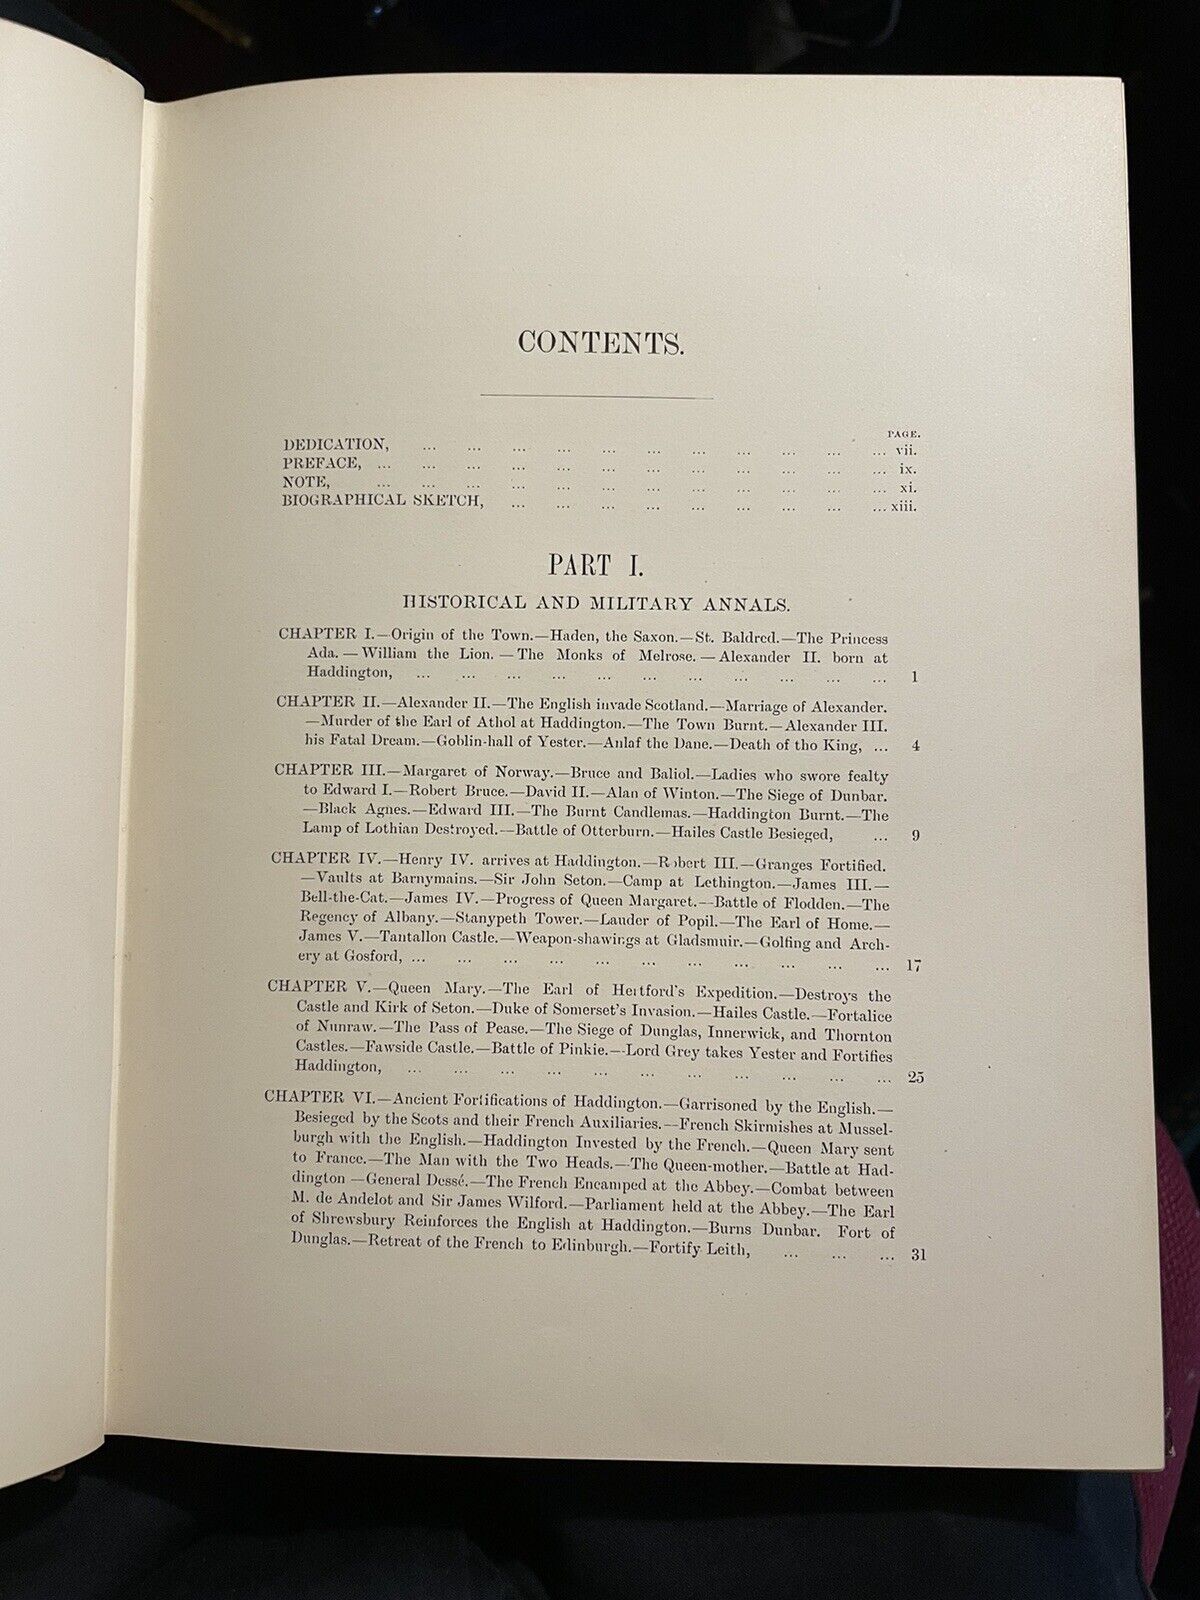 CONTENTS.
PAGE.
DEDICATION, ... ... ... ... ... ... ... ... ... ... ... vii.
PREFACE, ... ... ... ... ... ... ... ... ... ... ... ... ix.
NOTE, ... ... ... ... ... ... ... ... ... ... ... ... xi.
BIOGRAPHICAL SKETCH, ... ... ... ... ... ... ... ... ... xiii.
PART I.
HISTORICAL AND MILITARY ANNALS.
CHAPTER I.—Origin of the Town.—Haden, the Saxon.—St. Baldred.—The Princess
Ada.—William the Lion.—The Monks of Melrose.—Alexander II. born at
Haddington, ... ... ... ... ... ... ... ... ... ... ... 1
CHAPTER II.—Alexander II.—The English invade Scotland.—Marriage of Alexander.
—Murder of the Earl of Athol at Haddington.—The Town Burnt.—Alexander III.
his Fatal Dream.—Goblin-hall of Yester.—Anlaf the Dane.—Death of the King, ... 4
CHAPTER III.—Margaret of Norway.—Bruce and Baliol.—Ladies who swore fealty
to Edward I.—Robert Bruce.—David II.—Alan of Winton.—The Siege of Dunbar.
—Black Agnes.—Edward III.—The Burnt Candlemas.—Haddington Burnt.—The
Lamp of Lothian Destroyed.—Battle of Otterburn.—Hailes Castle Besieged, ... 9
CHAPTER IV.—Henry IV. arrives at Haddington.—Robert III.—Granges Fortified.
—Vaults at Barnymains.—Sir John Seton.—Camp at Lethington.—James III.—
Bell-the-Cat.—James IV.—Progress of Queen Margaret.—Battle of Flodden.—The
Regency of Albany.—Stanypeth Tower.—Lauder of Popil.—The Earl of Home.—
James V.—Tantallon Castle.—Weapon-shawings at Gladsmuir.—Golfing and Arch-
ery at Gosford, ... ... ... ... ... ... ... ... ... ... ... 17
CHAPTER V.—Queen Mary.—The Earl of Hertford's Expedition.—Destroys the
Castle and Kirk of Seton.—Duke of Somerset's Invasion.—Hailes Castle.—Fortalice
of Nunraw.—The Pass of Pease.—The Siege of Dunglas, Innerwick, and Thornton
Castles.—Fawside Castle.—Battle of Pinkie.—Lord Grey takes Yester and Fortifies
Haddington, ... ... ... ... ... ... ... ... ... ... ... 25
CHAPTER VI.—Ancient Fortifications of Haddington.—Garrisoned by the English.—
Besieged by the Scots and their French Auxiliaries.—French Skirmishes at Mussel-
burgh with the English.—Haddington Invested by the French.—Queen Mary sent
to France.—The Man with the Two Heads.—The Queen-mother.—Battle at Had-
dington—General Dessé.—The French Encamped at the Abbey.—Combat between
M. de Andelot and Sir James Wilford.—Parliament held at the Abbey.—The Earl
of Shrewsbury Reinforces the English at Haddington.—Burns Dunbar. Fort of
Dunglas.—Retreat of the French to Edinburgh.—Fortify Leith, ... ... ... 31